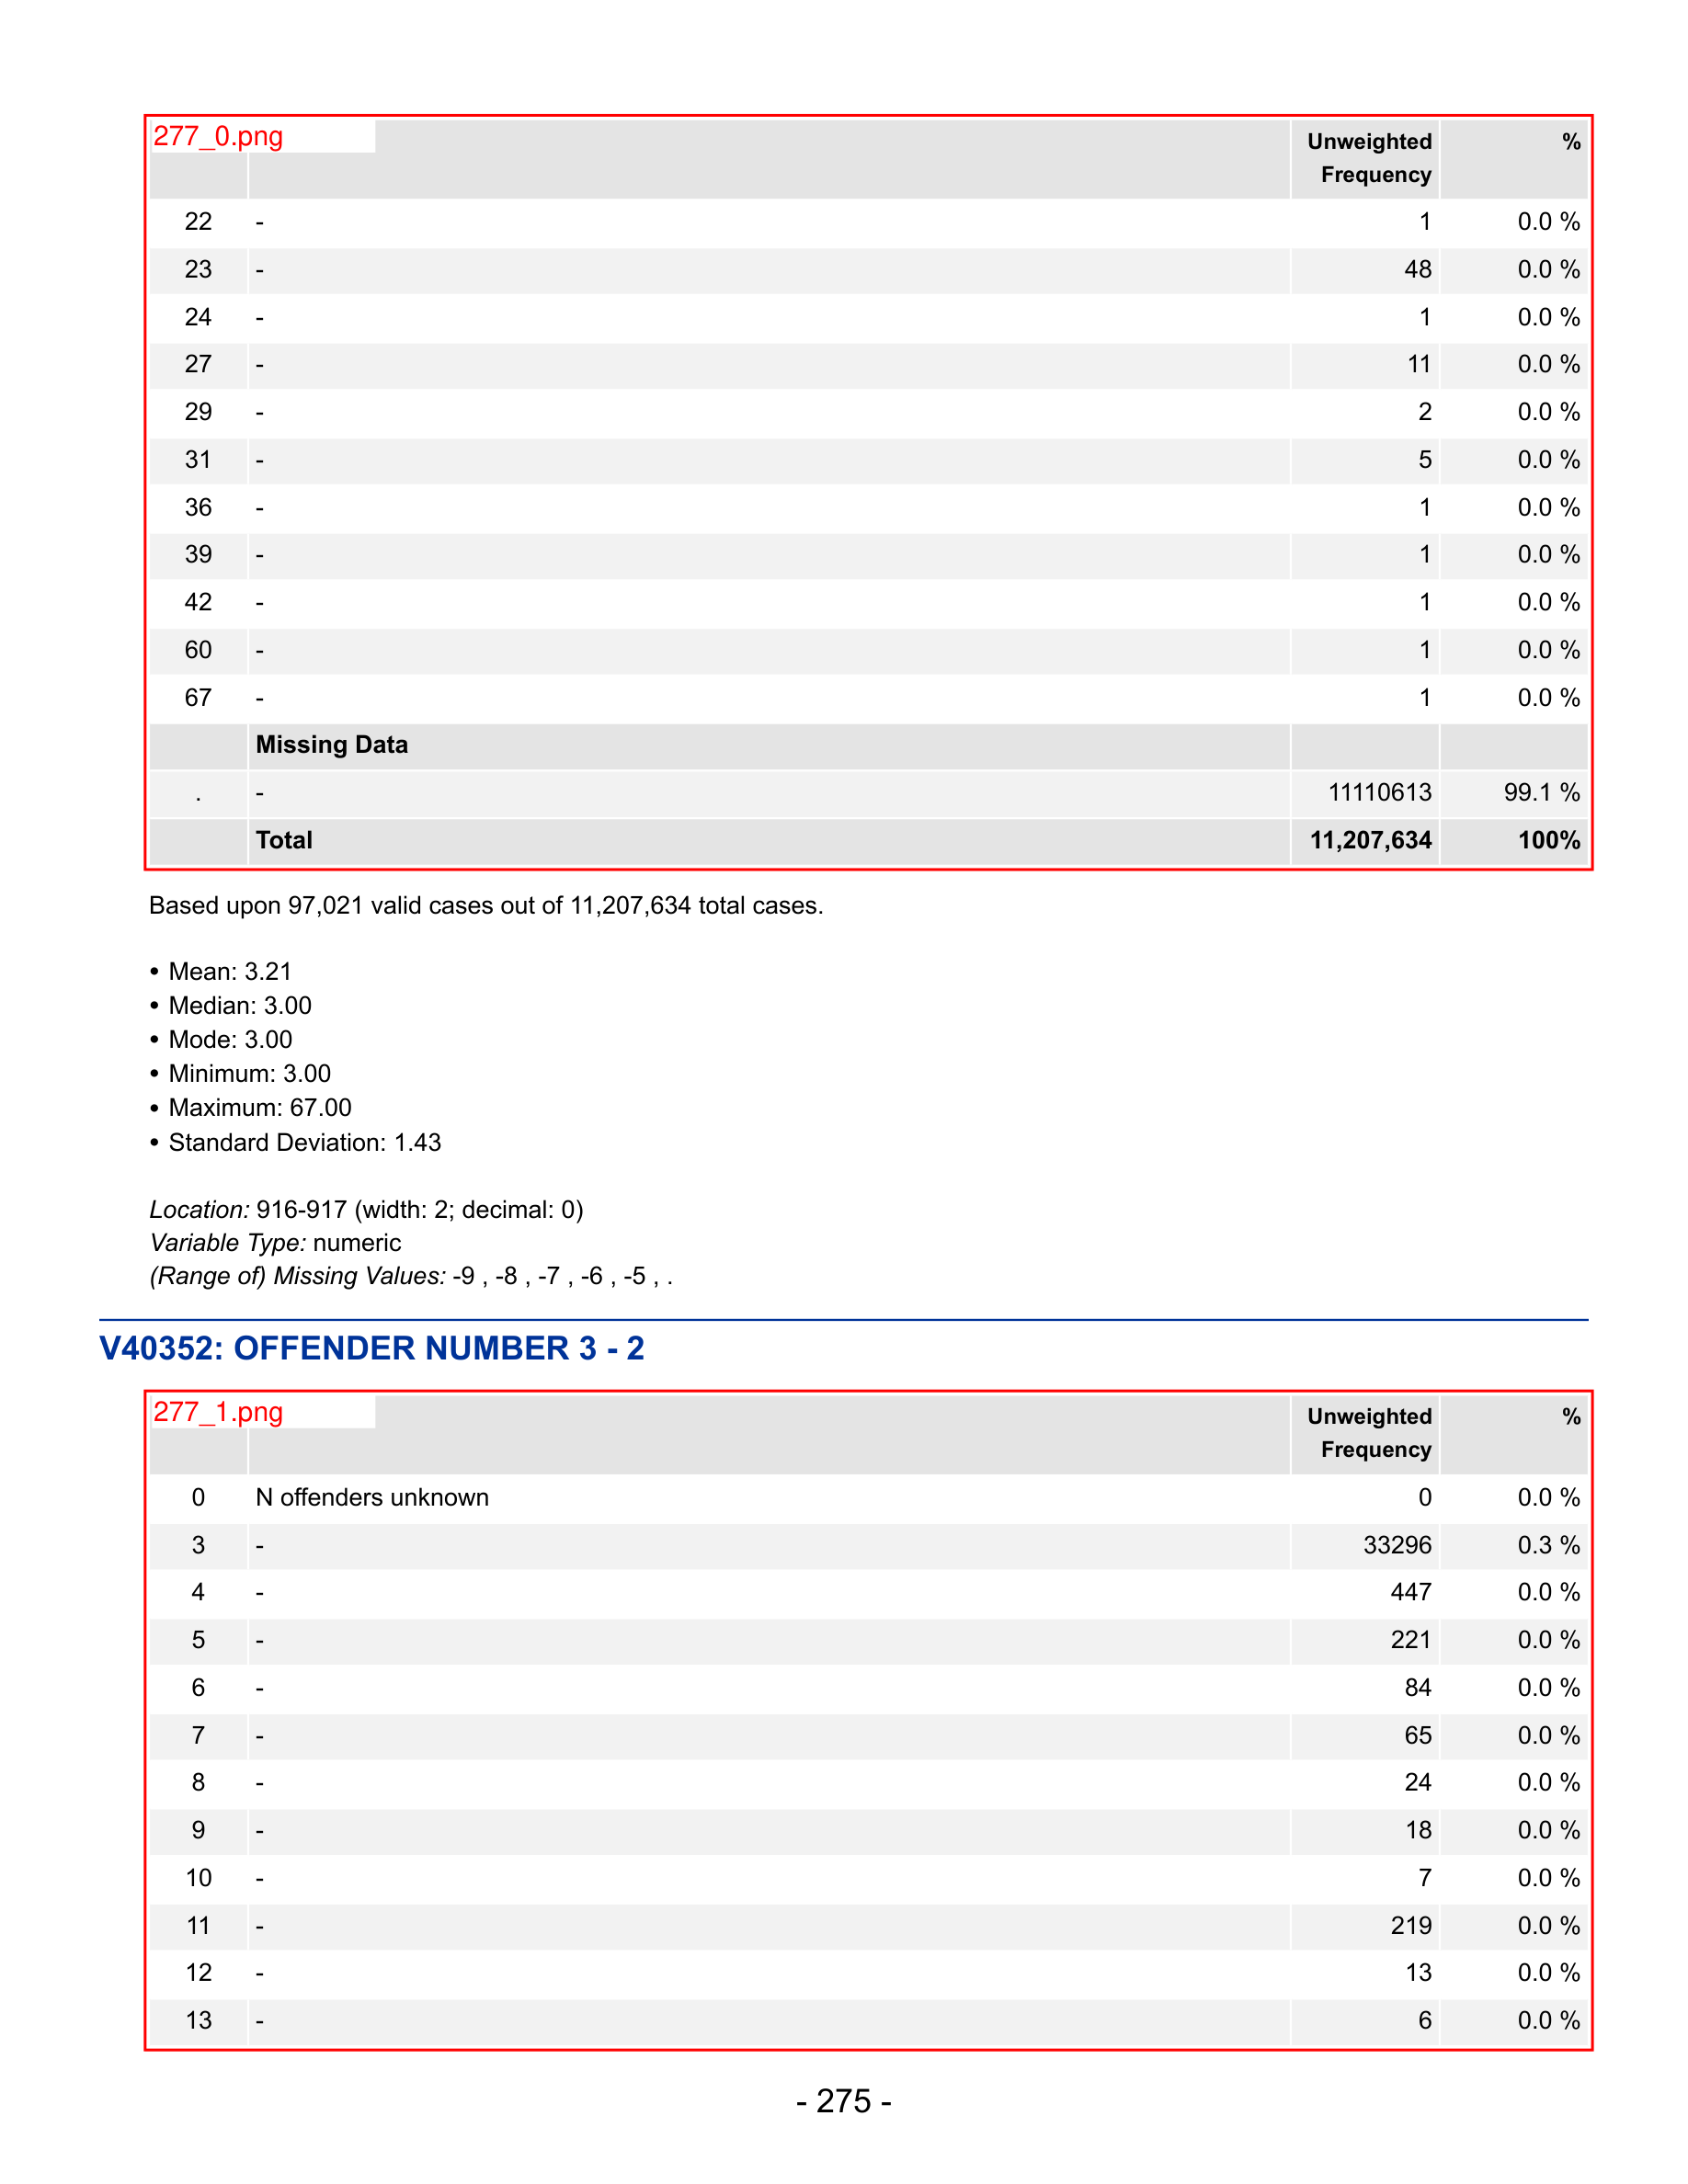 277_0.png
Unweighted Frequency %
22 - 1 0.0 %
23 - 48 0.0 %
24 - 1 0.0 %
27 - 11 0.0 %
29 - 2 0.0 %
31 - 5 0.0 %
36 - 1 0.0 %
39 - 1 0.0 %
42 - 1 0.0 %
60 - 1 0.0 %
67 - 1 0.0 %
Missing Data
. - 11110613 99.1 %
Total 11,207,634 100%
Based upon 97,021 valid cases out of 11,207,634 total cases.
• Mean: 3.21
• Median: 3.00
• Mode: 3.00
• Minimum: 3.00
• Maximum: 67.00
• Standard Deviation: 1.43
Location: 916-917 (width: 2; decimal: 0)
Variable Type: numeric
(Range of) Missing Values: -9 , -8 , -7 , -6 , -5 , .
V40352: OFFENDER NUMBER 3 - 2
277_1.png
Unweighted Frequency %
0 N offenders unknown 0 0.0 %
3 - 33296 0.3 %
4 - 447 0.0 %
5 - 221 0.0 %
6 - 84 0.0 %
7 - 65 0.0 %
8 - 24 0.0 %
9 - 18 0.0 %
10 - 7 0.0 %
11 - 219 0.0 %
12 - 13 0.0 %
13 - 6 0.0 %
- 275 -